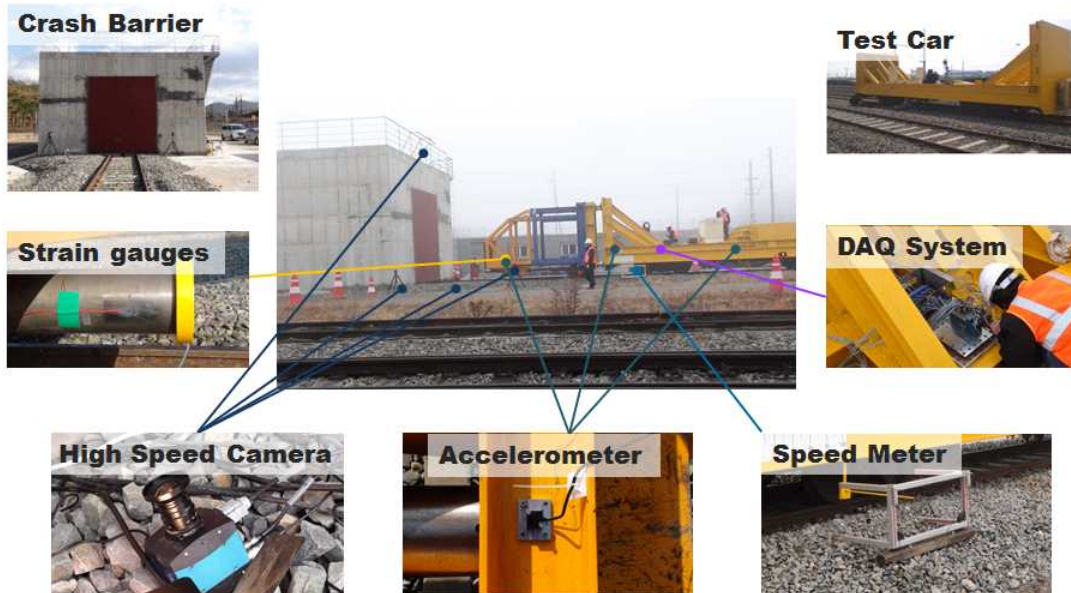 Crash Barrier
Test Car
Strain gauges
DAQ System
High Speed Camera
Accelerometer
Speed Meter